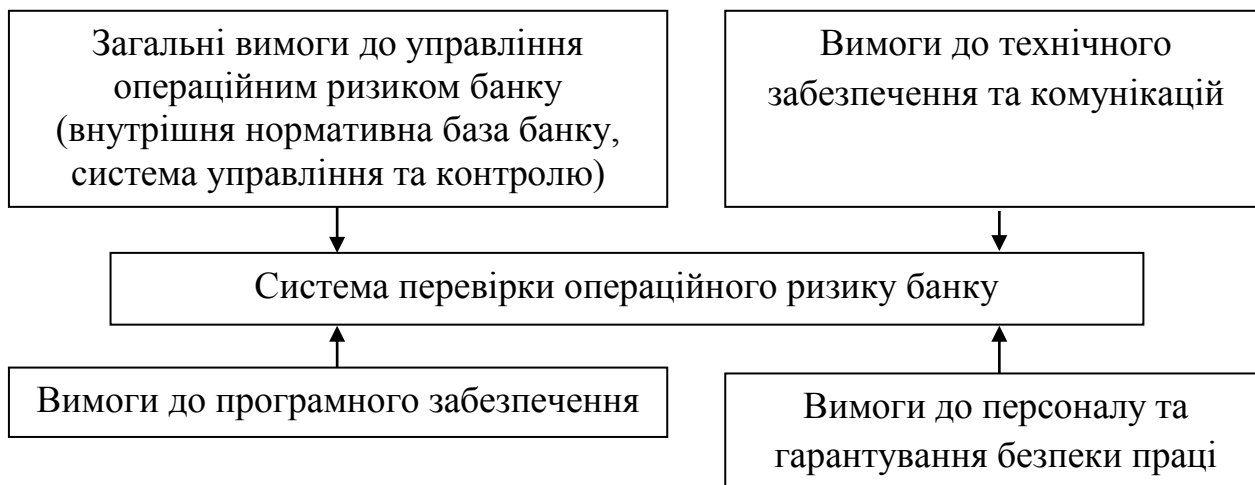 Загальні вимоги до управління
операційним ризиком банку
(внутрішня нормативна база банку,
система управління та контролю)
Вимоги до технічного
забезпечення та комунікацій
Система перевірки операційного ризику банку
Вимоги до програмного забезпечення
Вимоги до персоналу та
гарантування безпеки праці